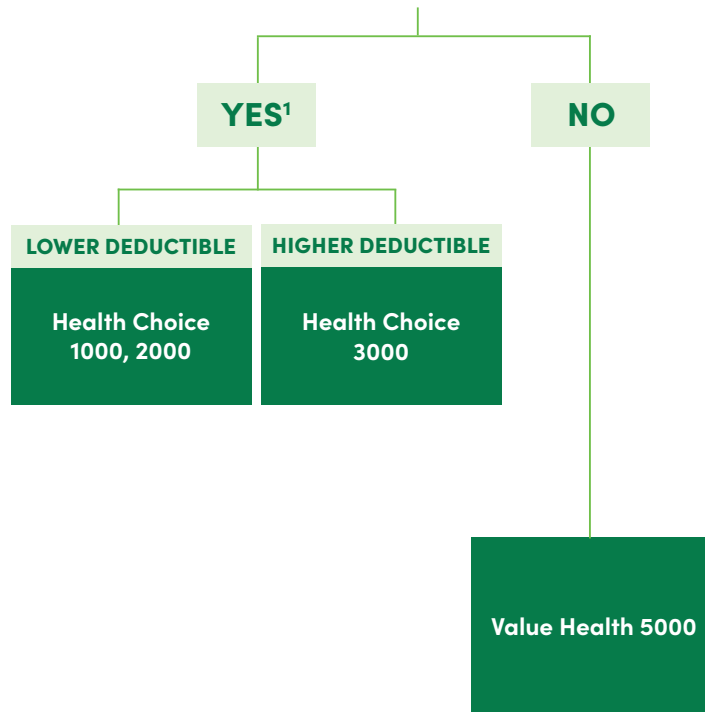 YES¹
NO
LOWER DEDUCTIBLE
HIGHER DEDUCTIBLE
Health Choice
1000, 2000
Health Choice
3000
Value Health 5000